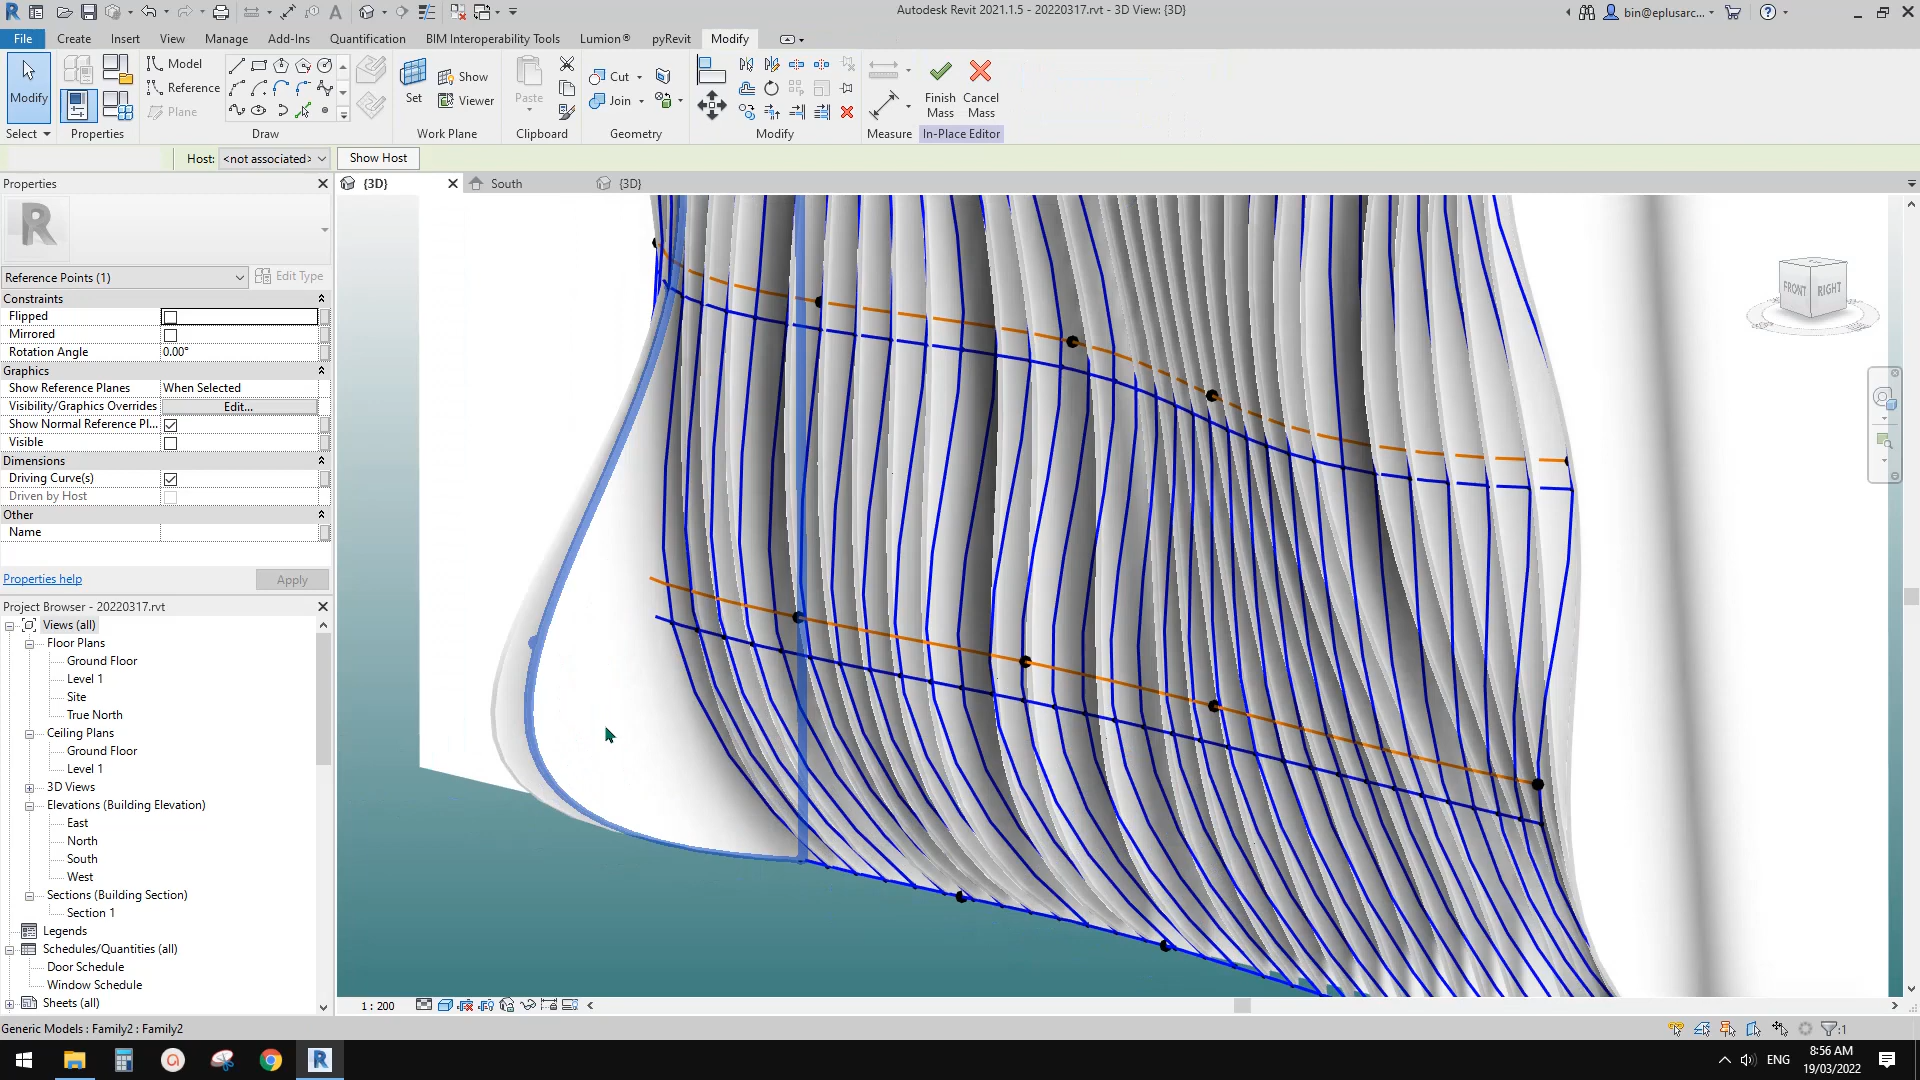 Autodesk Revit 2021.1.5 - 20220317.rvt - 3D View: {3D}
bin@eplusarc...
File
Create
Insert
View
Manage
Add-Ins
Quantification
BIM Interoperability Tools
Lumion®
pyRevit
Modify
Modify
Model
Reference
Plane
Set
Show
Viewer
Paste
Cut
Join
Finish
Mass
Cancel
Mass
Select
Properties
Draw
Work Plane
Clipboard
Geometry
Modify
Measure
In-Place Editor
Host: <not associated>
Show Host
Properties
{3D}
South
{3D}
Reference Points (1)
Edit Type
Constraints
Flipped
Mirrored
Rotation Angle 0.00°
Graphics
Show Reference Planes When Selected
Visibility/Graphics Overrides Edit...
Show Normal Reference Pl...
Visible
Dimensions
Driving Curve(s)
Driven by Host
Other
Name
Properties help
Apply
FRONT
RIGHT
Project Browser - 20220317.rvt
Views (all)
Floor Plans
Ground Floor
Level 1
Site
True North
Ceiling Plans
Ground Floor
Level 1
3D Views
Elevations (Building Elevation)
East
North
South
West
Sections (Building Section)
Section 1
Legends
Schedules/Quantities (all)
Door Schedule
Window Schedule
Sheets (all)
1 : 200
Generic Models : Family2 : Family2
:1
ENG
8:56 AM
19/03/2022